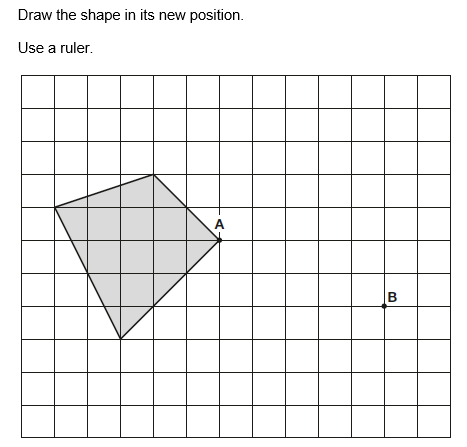 Draw the shape in its new position.
Use a ruler.
A
B